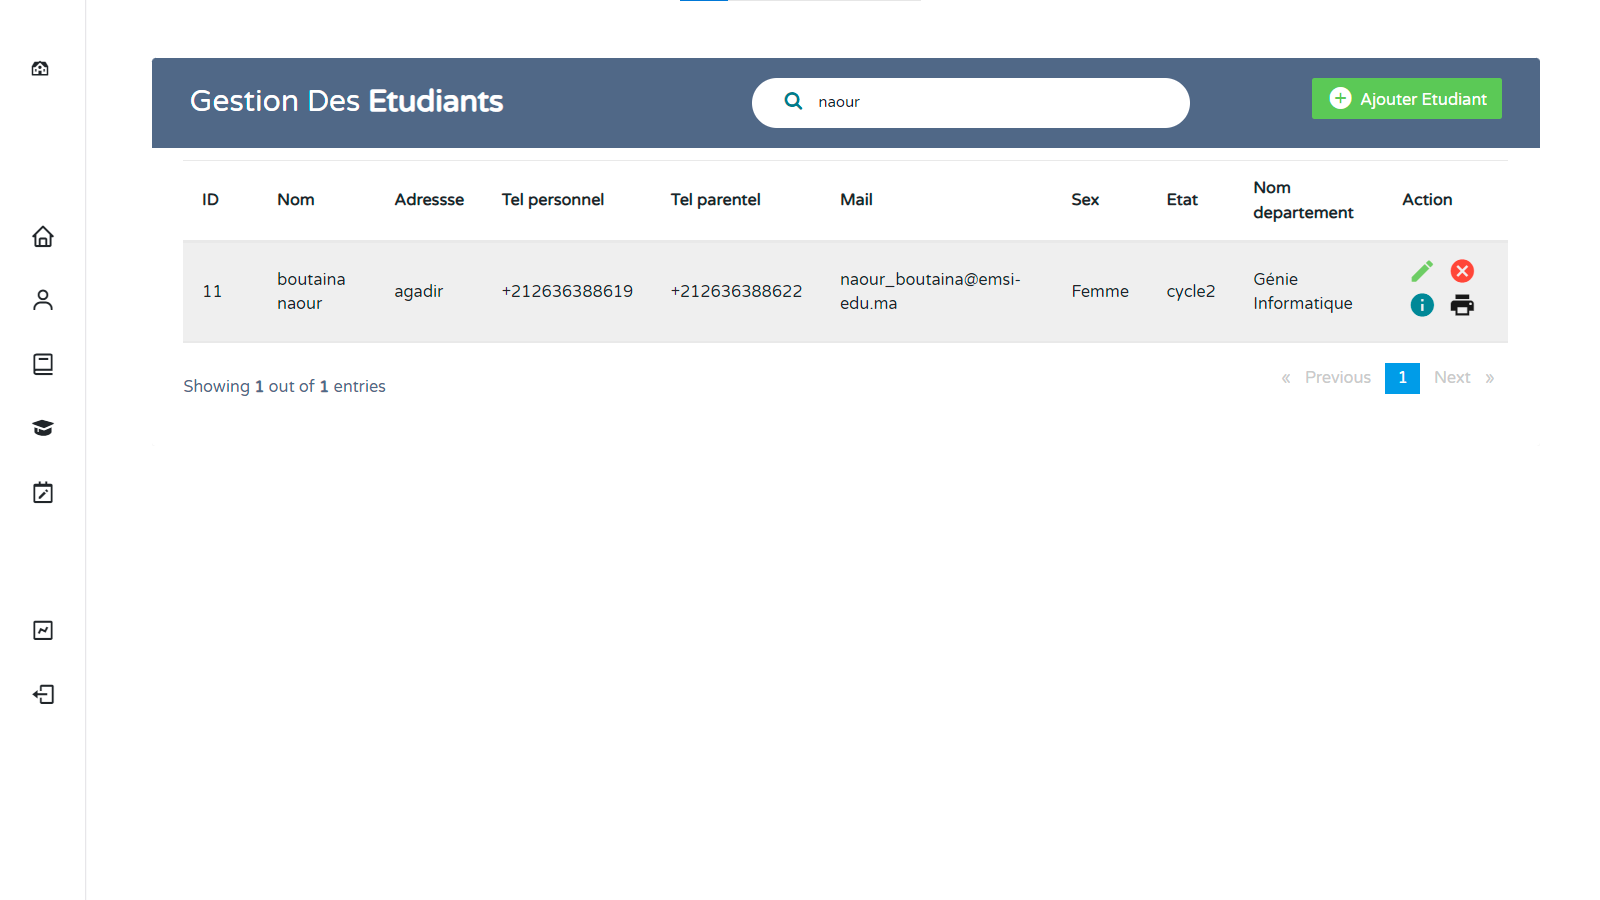 Gestion Des Etudiants
naour
Ajouter Etudiant
ID Nom Adressse Tel personnel Tel parentel Mail Sex Etat Nom departement Action
11 boutaina naour agadir +212636388619 +212636388622 naour_boutaina@emsi-edu.ma Femme cycle2 Génie Informatique
Showing 1 out of 1 entries
« Previous 1 Next »